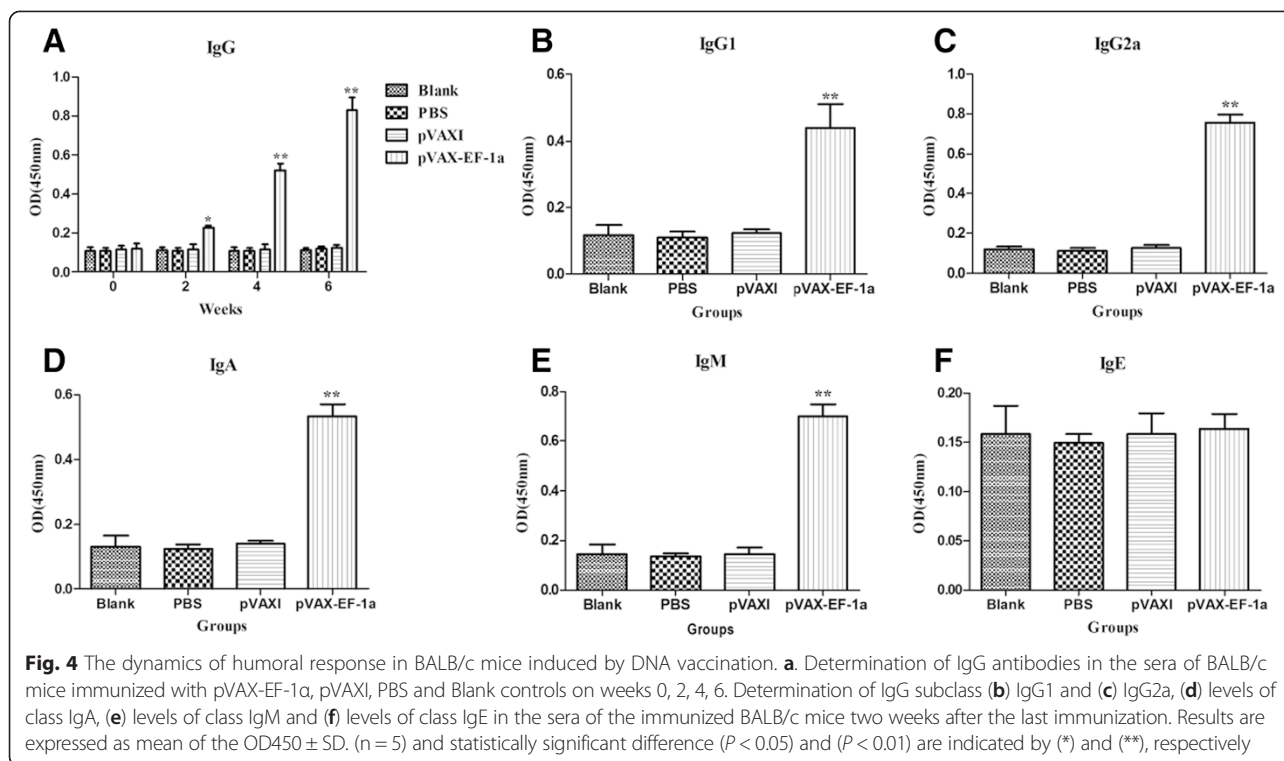 A
IgG
OD(450nm)
1.0
0.8
0.6
0.4
0.2
0.0
0 2 4 6
Weeks
* ** **
Blank
PBS
pVAXI
pVAX-EF-1a
B
IgG1
OD(450nm)
0.6
0.4
0.2
0.0
**
Blank PBS pVAXI pVAX-EF-1a
Groups
C
IgG2a
OD(450nm)
1.0
0.8
0.6
0.4
0.2
0.0
**
Blank PBS pVAXI pVAX-EF-1a
Groups
D
IgA
OD(450nm)
0.6
0.4
0.2
0.0
**
Blank PBS pVAXI pVAX-EF-1a
Groups
E
IgM
OD(450nm)
0.8
0.6
0.4
0.2
0.0
**
Blank PBS pVAXI pVAX-EF-1a
Groups
F
IgE
OD(450nm)
0.20
0.15
0.10
0.05
0.00
Blank PBS pVAXI pVAX-EF-1a
Groups
Fig. 4 The dynamics of humoral response in BALB/c mice induced by DNA vaccination. a. Determination of IgG antibodies in the sera of BALB/c
mice immunized with pVAX-EF-1α, pVAXI, PBS and Blank controls on weeks 0, 2, 4, 6. Determination of IgG subclass (b) IgG1 and (c) IgG2a, (d) levels of
class IgA, (e) levels of class IgM and (f) levels of class IgE in the sera of the immunized BALB/c mice two weeks after the last immunization. Results are
expressed as mean of the OD450 ± SD. (n = 5) and statistically significant difference (P < 0.05) and (P < 0.01) are indicated by (*) and (**), respectively